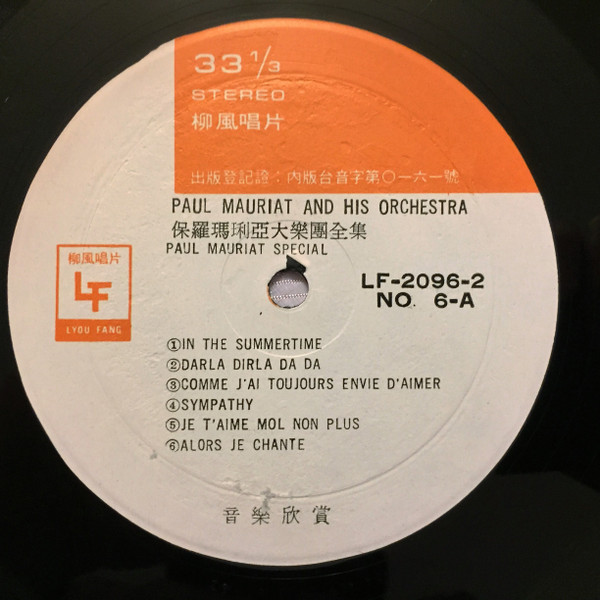 33 1/3
STEREO
柳風唱片
出版登記證：內版台音字第〇一六一號
PAUL MAURIAT AND HIS ORCHESTRA
保羅瑪琍亞大樂團全集
PAUL MAURIAT SPECIAL
柳風唱片
LF
LYOU FANG
LF-2096-2
NO. 6-A
①IN THE SUMMERTIME
②DARLA DIRLA DA DA
③COMME J'AI TOUJOURS ENVIE D'AIMER
④SYMPATHY
⑤JE T'AIME MOL NON PLUS
⑥ALORS JE CHANTE
音樂欣賞